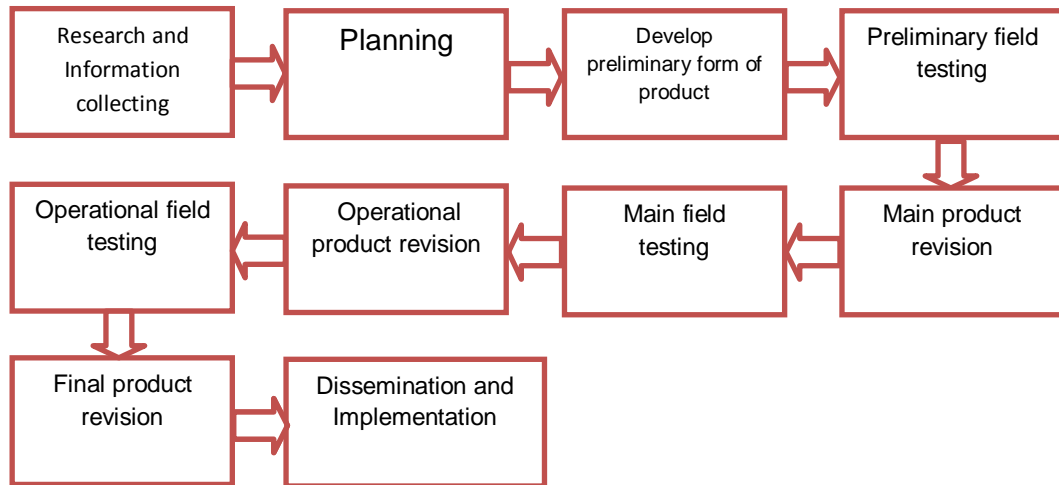 Research and
Information
collecting
Planning
Develop
preliminary form of
product
Preliminary field
testing
Main product
revision
Main field
testing
Operational
product revision
Operational field
testing
Final product
revision
Dissemination and
Implementation